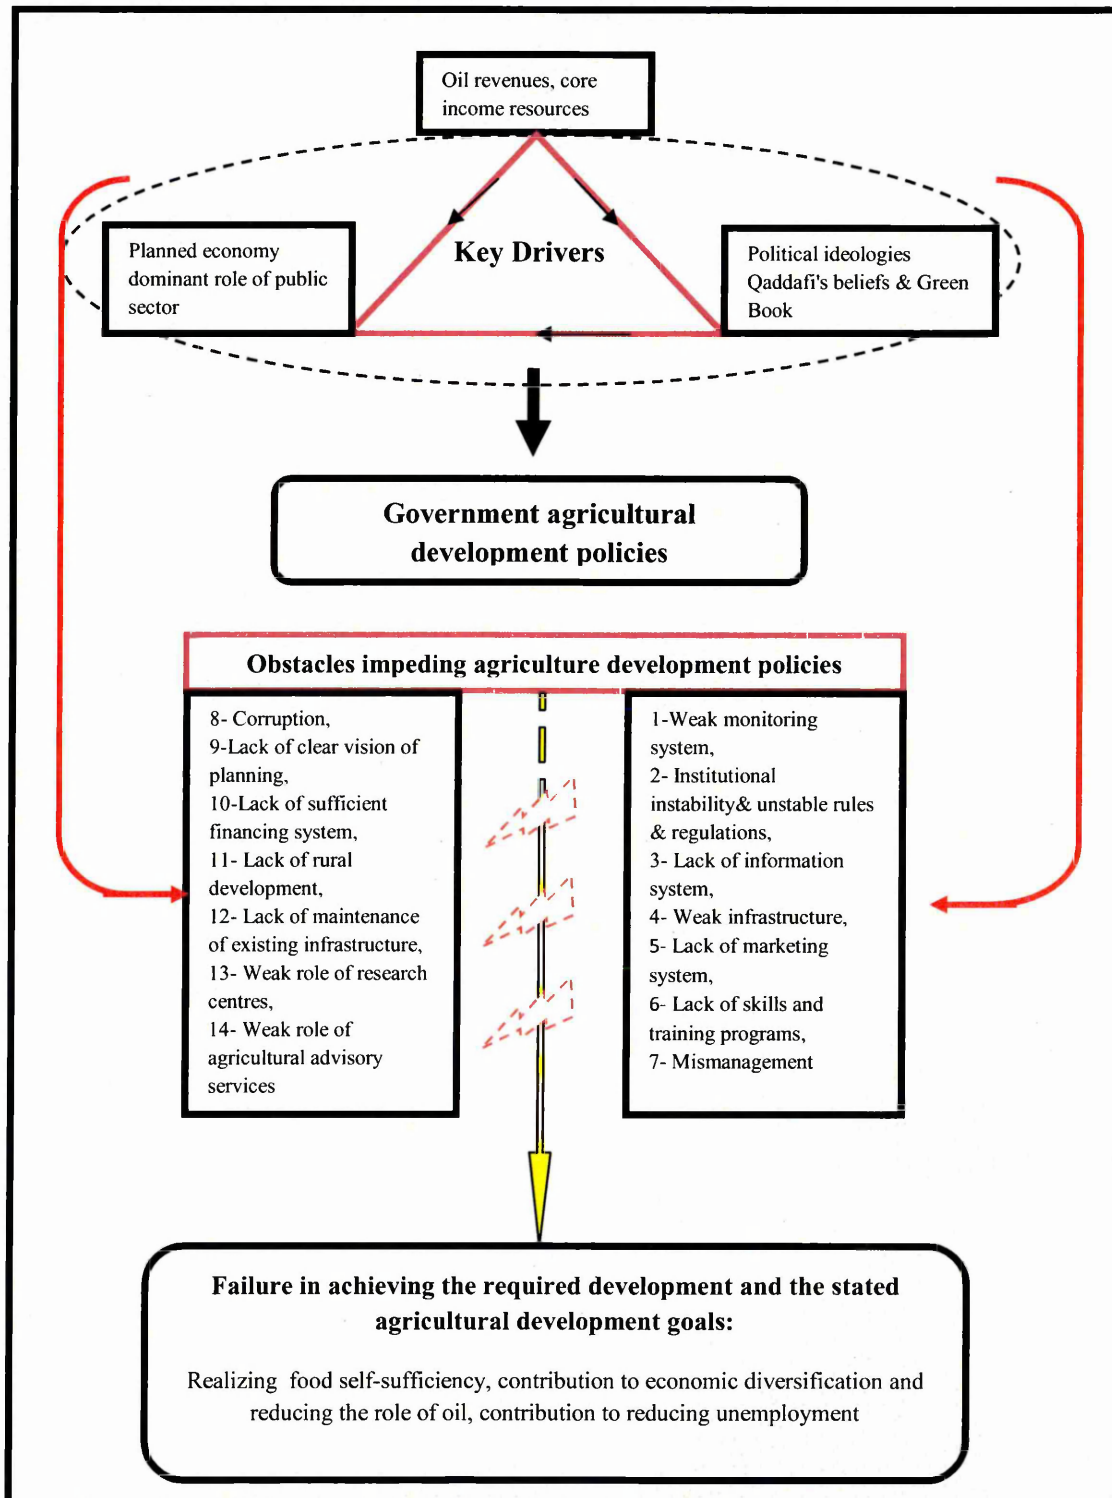 Oil revenues, core
income resources
Planned economy
dominant role of public
sector
Key Drivers
Political ideologies
Qaddafi's beliefs & Green
Book
Government agricultural
development policies
Obstacles impeding agriculture development policies
8- Corruption,
9-Lack of clear vision of
planning,
10-Lack of sufficient
financing system,
11- Lack of rural
development,
12- Lack of maintenance
of existing infrastructure,
13- Weak role of research
centres,
14- Weak role of
agricultural advisory
services
1-Weak monitoring
system,
2- Institutional
instability& unstable rules
& regulations,
3- Lack of information
system,
4- Weak infrastructure,
5- Lack of marketing
system,
6- Lack of skills and
training programs,
7- Mismanagement
Failure in achieving the required development and the stated
agricultural development goals:
Realizing food self-sufficiency, contribution to economic diversification and
reducing the role of oil, contribution to reducing unemployment